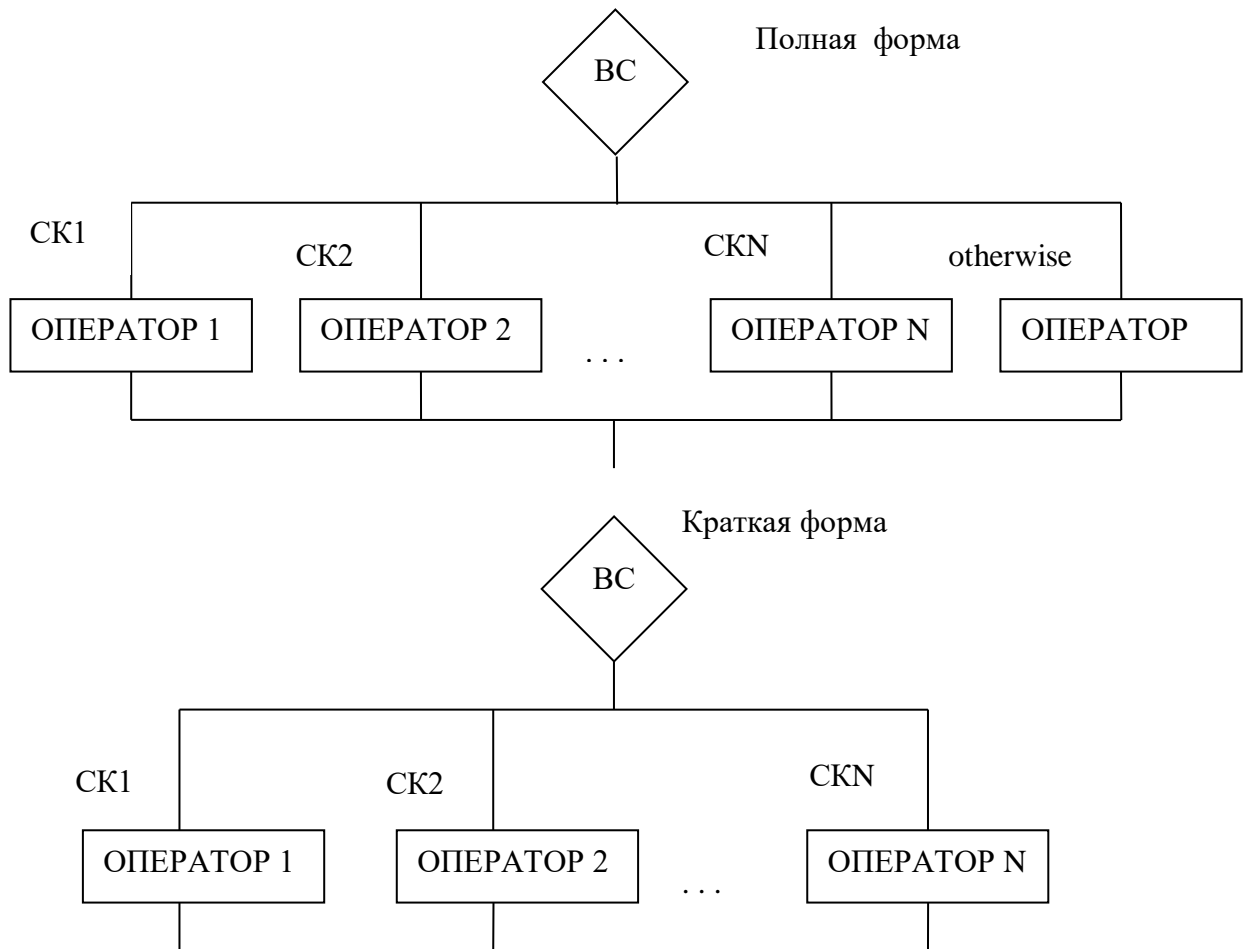 Полная форма
ВС
СК1
СК2
СКN
otherwise
ОПЕРАТОР 1
ОПЕРАТОР 2
. . .
ОПЕРАТОР N
ОПЕРАТОР
Краткая форма
ВС
СК1
СК2
СКN
ОПЕРАТОР 1
ОПЕРАТОР 2
. . .
ОПЕРАТОР N